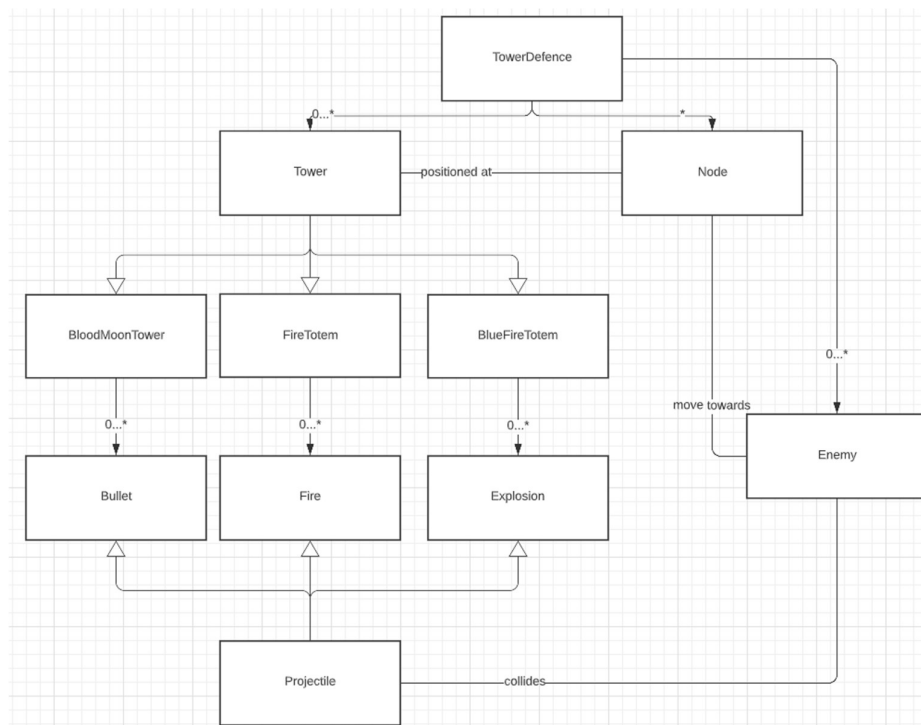 TowerDefence
0...*
*
Tower
positioned at
Node
BloodMoonTower
FireTotem
BlueFireTotem
0...*
move towards
0...*
0...*
0...*
Enemy
Bullet
Fire
Explosion
Projectile
collides